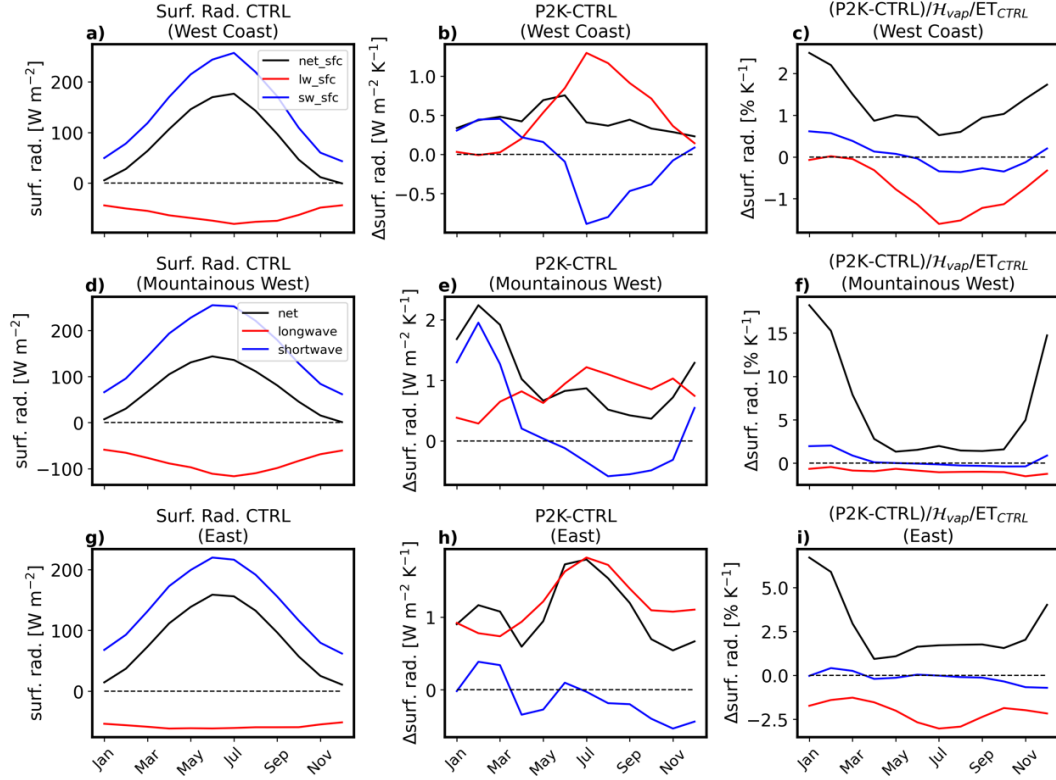 Surf. Rad. CTRL
(West Coast)
a)
surf. rad. [W m⁻²]
200
100
0
net_sfc
lw_sfc
sw_sfc
P2K-CTRL
(West Coast)
b)
Δsurf. rad. [W m⁻² K⁻¹]
1.0
0.5
0.0
−0.5
(P2K-CTRL)/ℋvap/ETCTRL
(West Coast)
c)
Δsurf. rad. [% K⁻¹]
2
1
0
−1
Surf. Rad. CTRL
(Mountainous West)
d)
surf. rad. [W m⁻²]
200
100
0
−100
net
longwave
shortwave
P2K-CTRL
(Mountainous West)
e)
Δsurf. rad. [W m⁻² K⁻¹]
2
1
0
(P2K-CTRL)/ℋvap/ETCTRL
(Mountainous West)
f)
Δsurf. rad. [% K⁻¹]
15
10
5
0
Surf. Rad. CTRL
(East)
g)
surf. rad. [W m⁻²]
200
100
0
Jan
Mar
May
Jul
Sep
Nov
P2K-CTRL
(East)
h)
Δsurf. rad. [W m⁻² K⁻¹]
1
0
Jan
Mar
May
Jul
Sep
Nov
(P2K-CTRL)/ℋvap/ETCTRL
(East)
i)
Δsurf. rad. [% K⁻¹]
5.0
2.5
0.0
−2.5
Jan
Mar
May
Jul
Sep
Nov